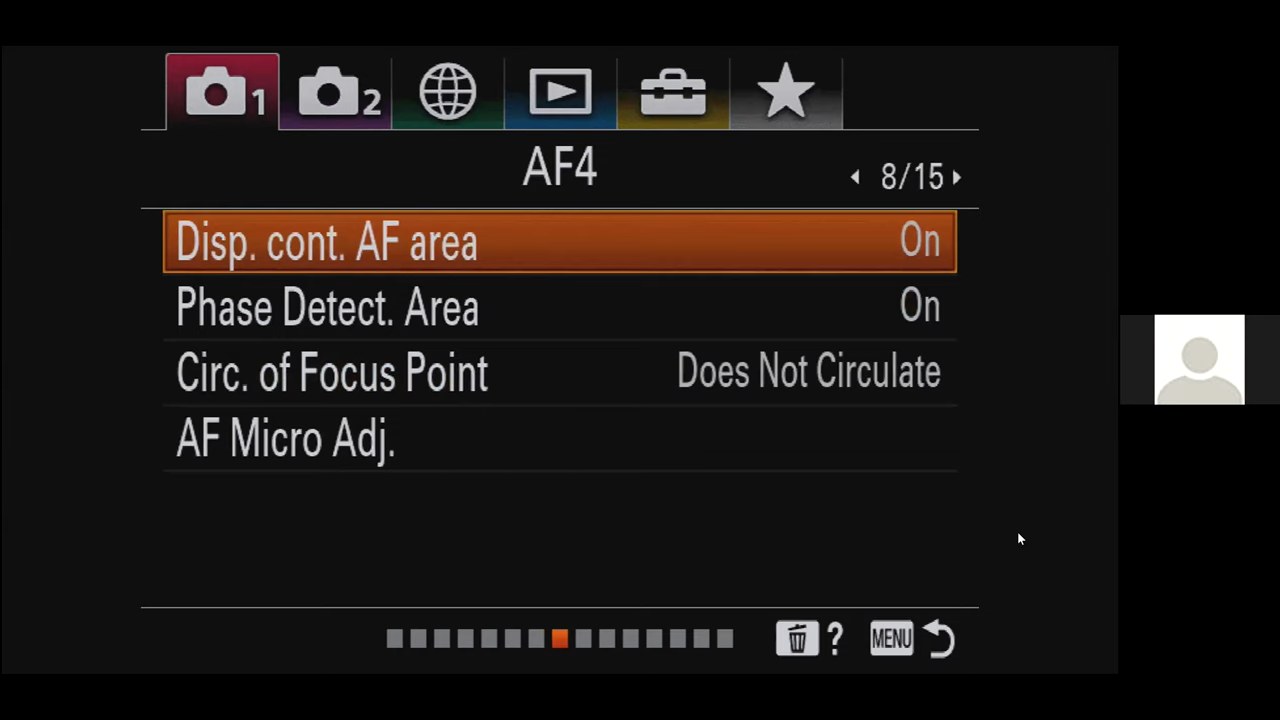 1 2
AF4
8/15
Disp. cont. AF area On
Phase Detect. Area On
Circ. of Focus Point Does Not Circulate
AF Micro Adj.
? MENU